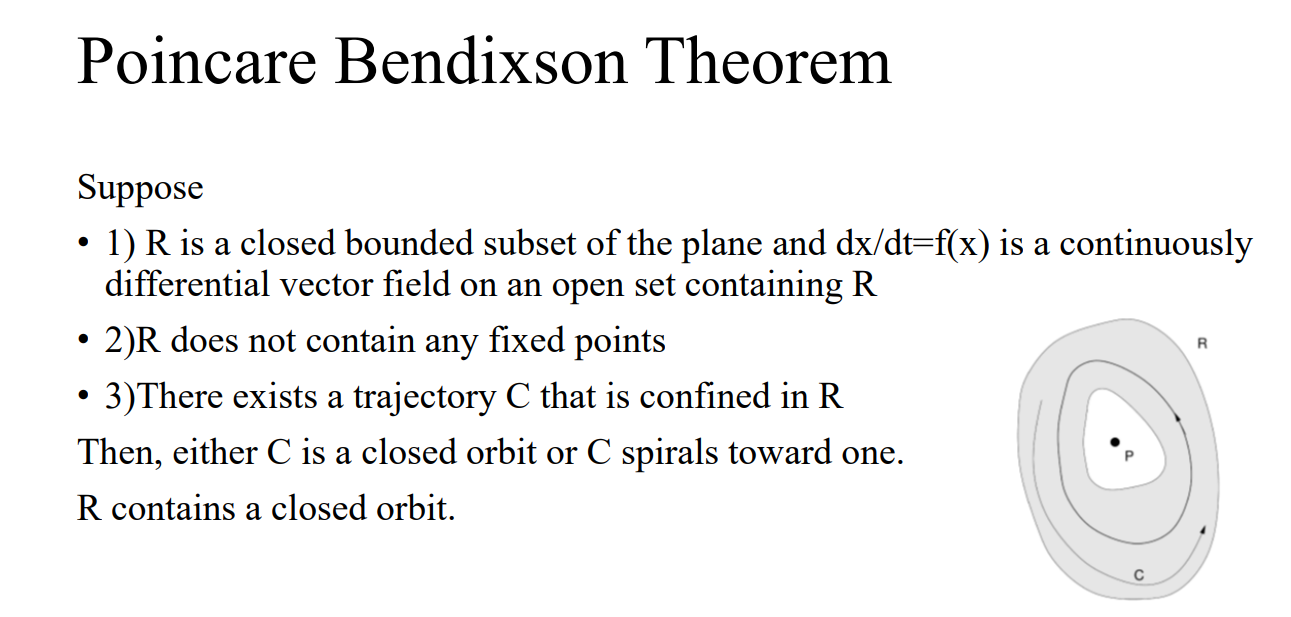 Poincare Bendixson Theorem
Suppose
• 1) R is a closed bounded subset of the plane and dx/dt=f(x) is a continuously
differential vector field on an open set containing R
• 2)R does not contain any fixed points
• 3)There exists a trajectory C that is confined in R
Then, either C is a closed orbit or C spirals toward one.
R contains a closed orbit.
R
P
C